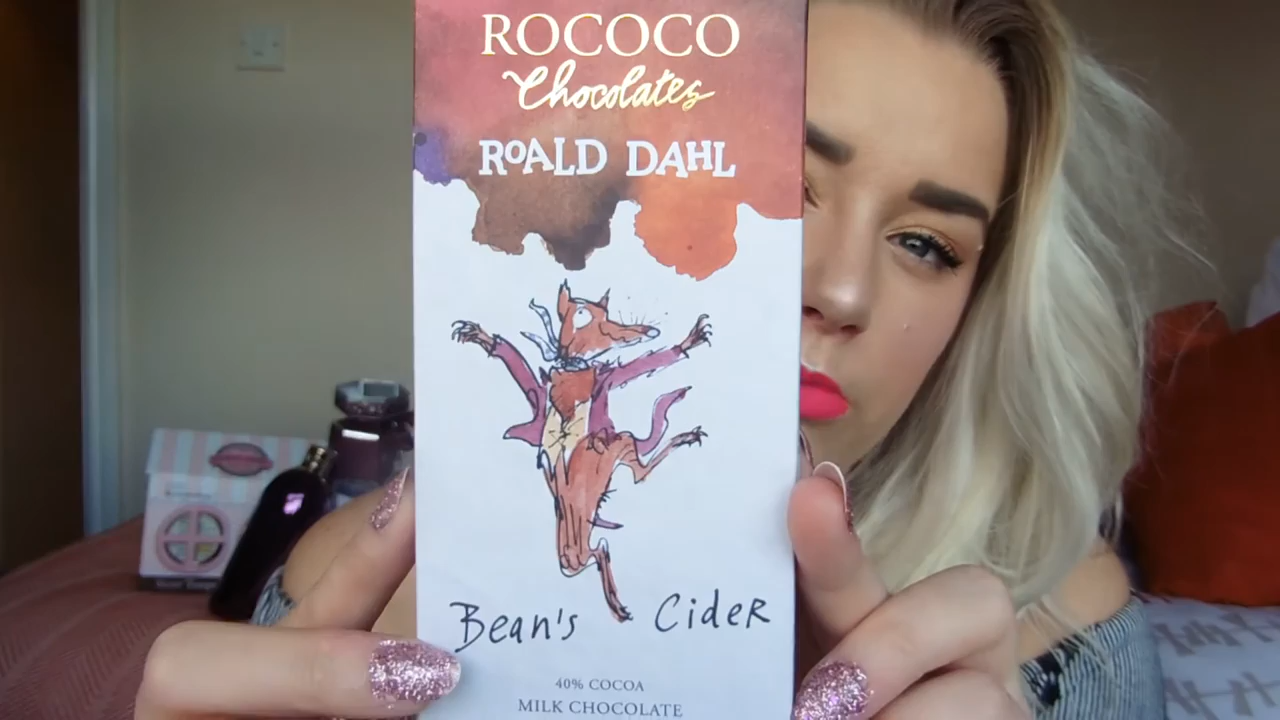 ROCOCO
Chocolates
ROALD DAHL
Bean's Cider
40% COCOA
MILK CHOCOLATE